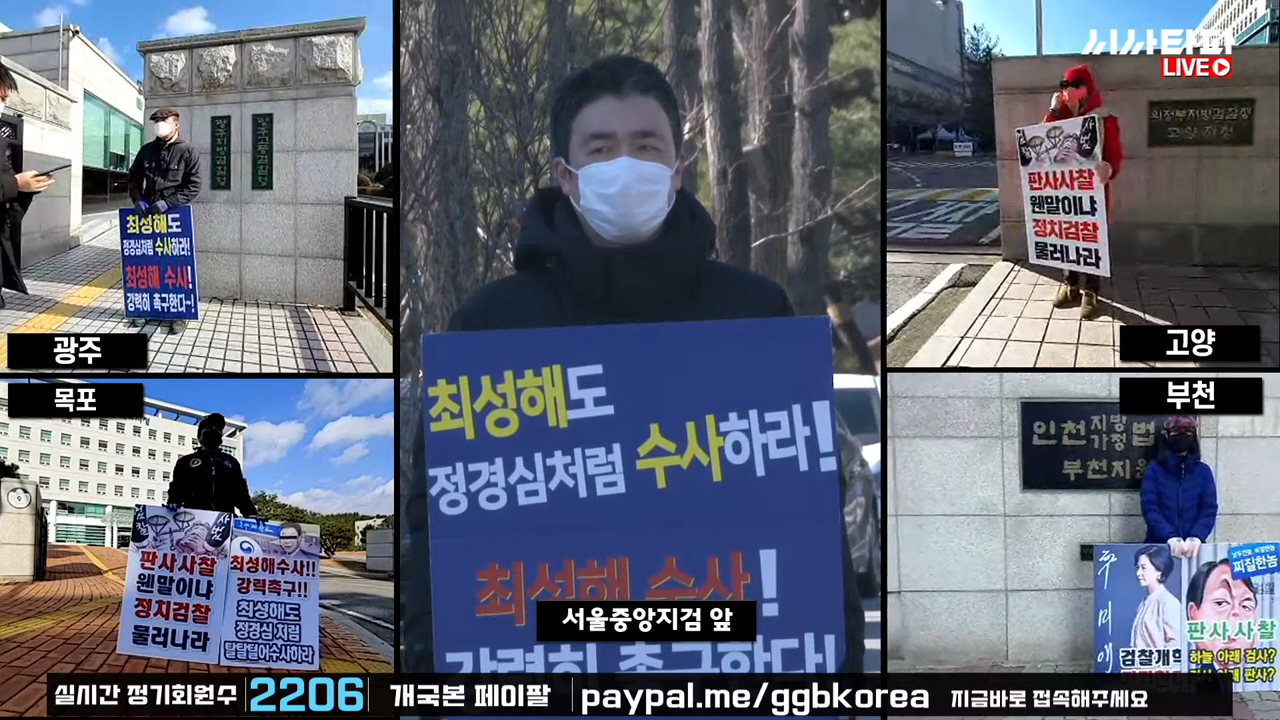 광주지방검찰청
광주고등검찰청
최성해도
정경심처럼 수사하라!
최성해 수사!
강력히 촉구한다~!
광주
최성해도
정경심처럼 수사하라!
최성해 수사!
강력히 촉구한다!
서울중앙지검 앞
시사타파
LIVE
의정부지방검찰청
고양지청
판사사찰
웬말이냐
정치검찰
물러나라
고양
목포
판사사찰
웬말이냐
정치검찰
물러나라
최성해수사!!
강력촉구!!
최성해도
정경심 처럼
탈탈털어수사하라
부천
인천지방
가정법
부천지원
추미애
검찰개혁
찌질한놈
판사사찰
하늘 아래 검사?
실시간 정기회원수 2206 개국본 페이팔 paypal.me/ggbkorea 지금바로 접속해주세요